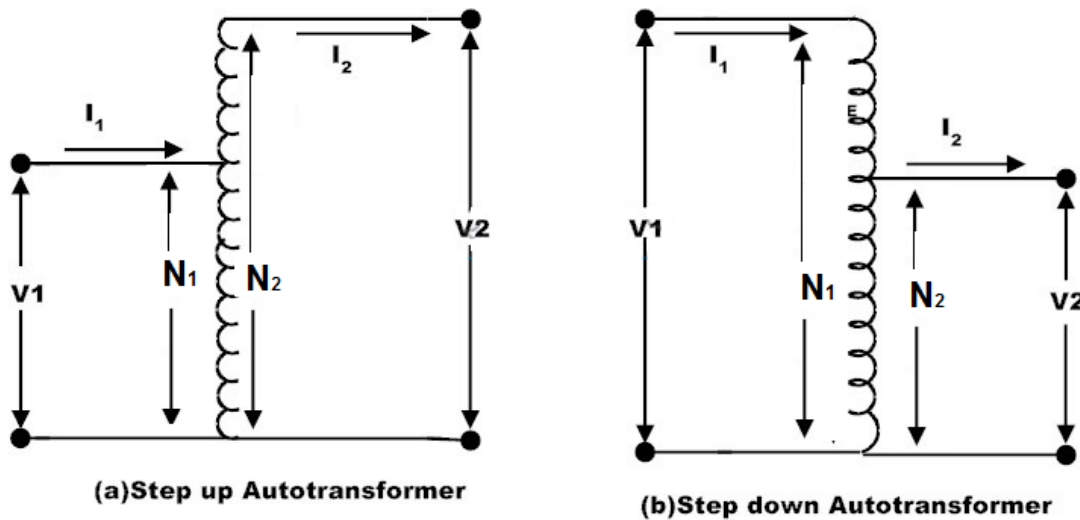 I₂
I₁
V1
N₁
N₂
V2
(a)Step up Autotransformer
I₁
E
I₂
V1
N₁
N₂
V2
(b)Step down Autotransformer